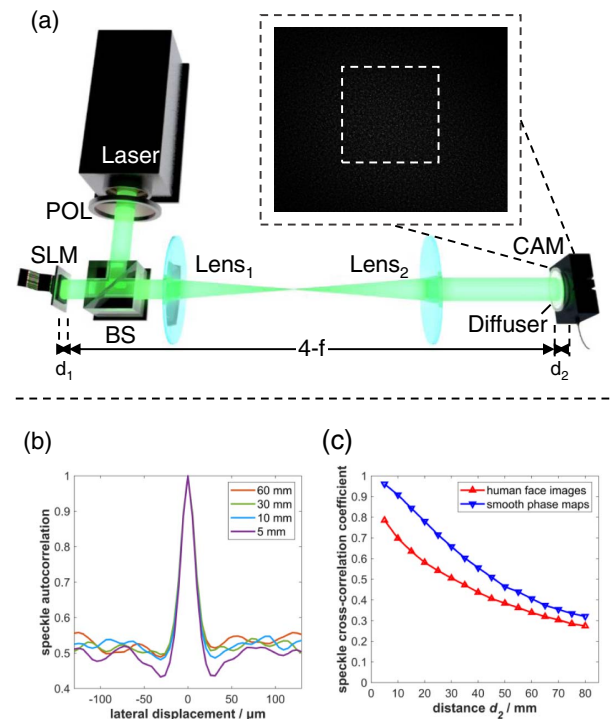 (a)
Laser
POL
SLM
BS
Lens₁
Lens₂
CAM
Diffuser
4-f
d₁
d₂
(b)
speckle autocorrelation
1
0.9
0.8
0.7
0.6
0.5
0.4
60 mm
30 mm
10 mm
5 mm
-100 -50 0 50 100
lateral displacement / µm
(c)
speckle cross-correlation coefficient
1
0.9
0.8
0.7
0.6
0.5
0.4
0.3
0.2
0.1
0
human face images
smooth phase maps
0 10 20 30 40 50 60 70 80
distance d₂ / mm